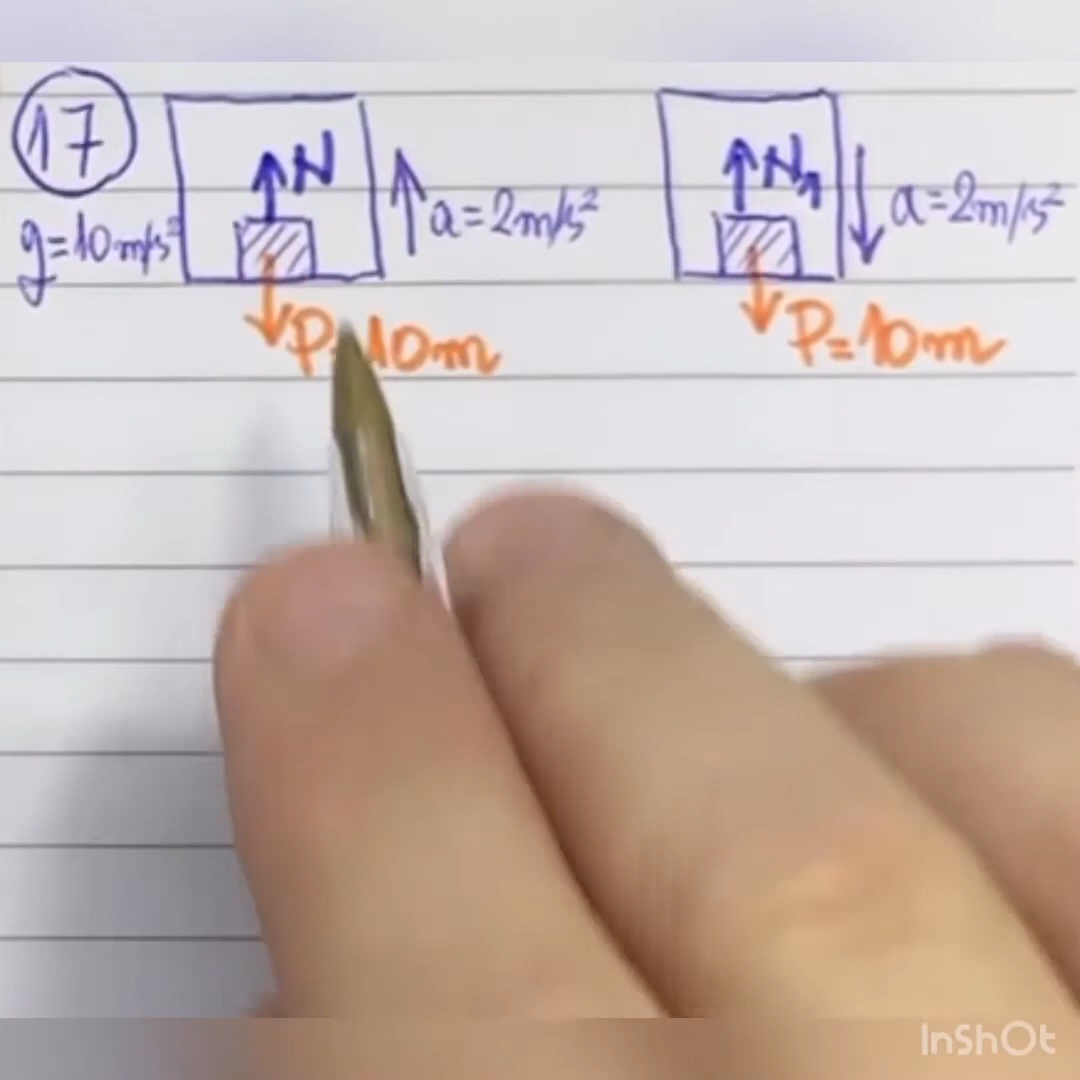 17
N
a=2m/s²
g=10m/s²
P=10m
N₁
a=2m/s²
P=10m
InShOt